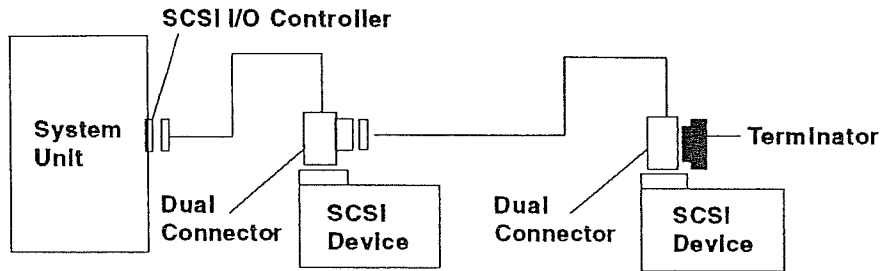 SCSI I/O Controller
System
Unit
Terminator
Dual
Connector
SCSI
Device
Dual
Connector
SCSI
Device